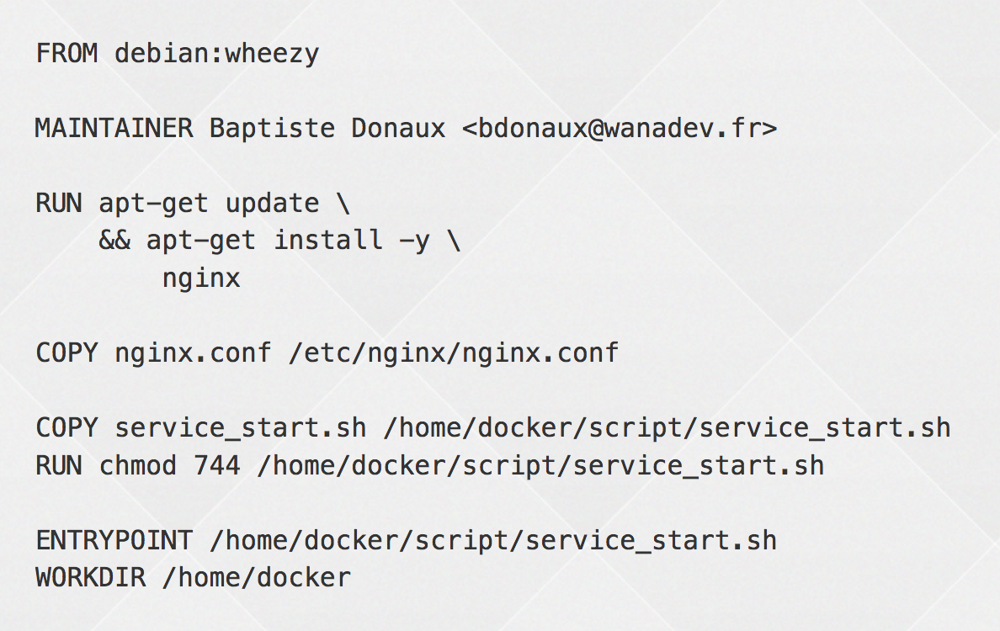 FROM debian:wheezy
MAINTAINER Baptiste Donaux <bdonaux@wanadev.fr>
RUN apt-get update \
    && apt-get install -y \
        nginx
COPY nginx.conf /etc/nginx/nginx.conf
COPY service_start.sh /home/docker/script/service_start.sh
RUN chmod 744 /home/docker/script/service_start.sh
ENTRYPOINT /home/docker/script/service_start.sh
WORKDIR /home/docker